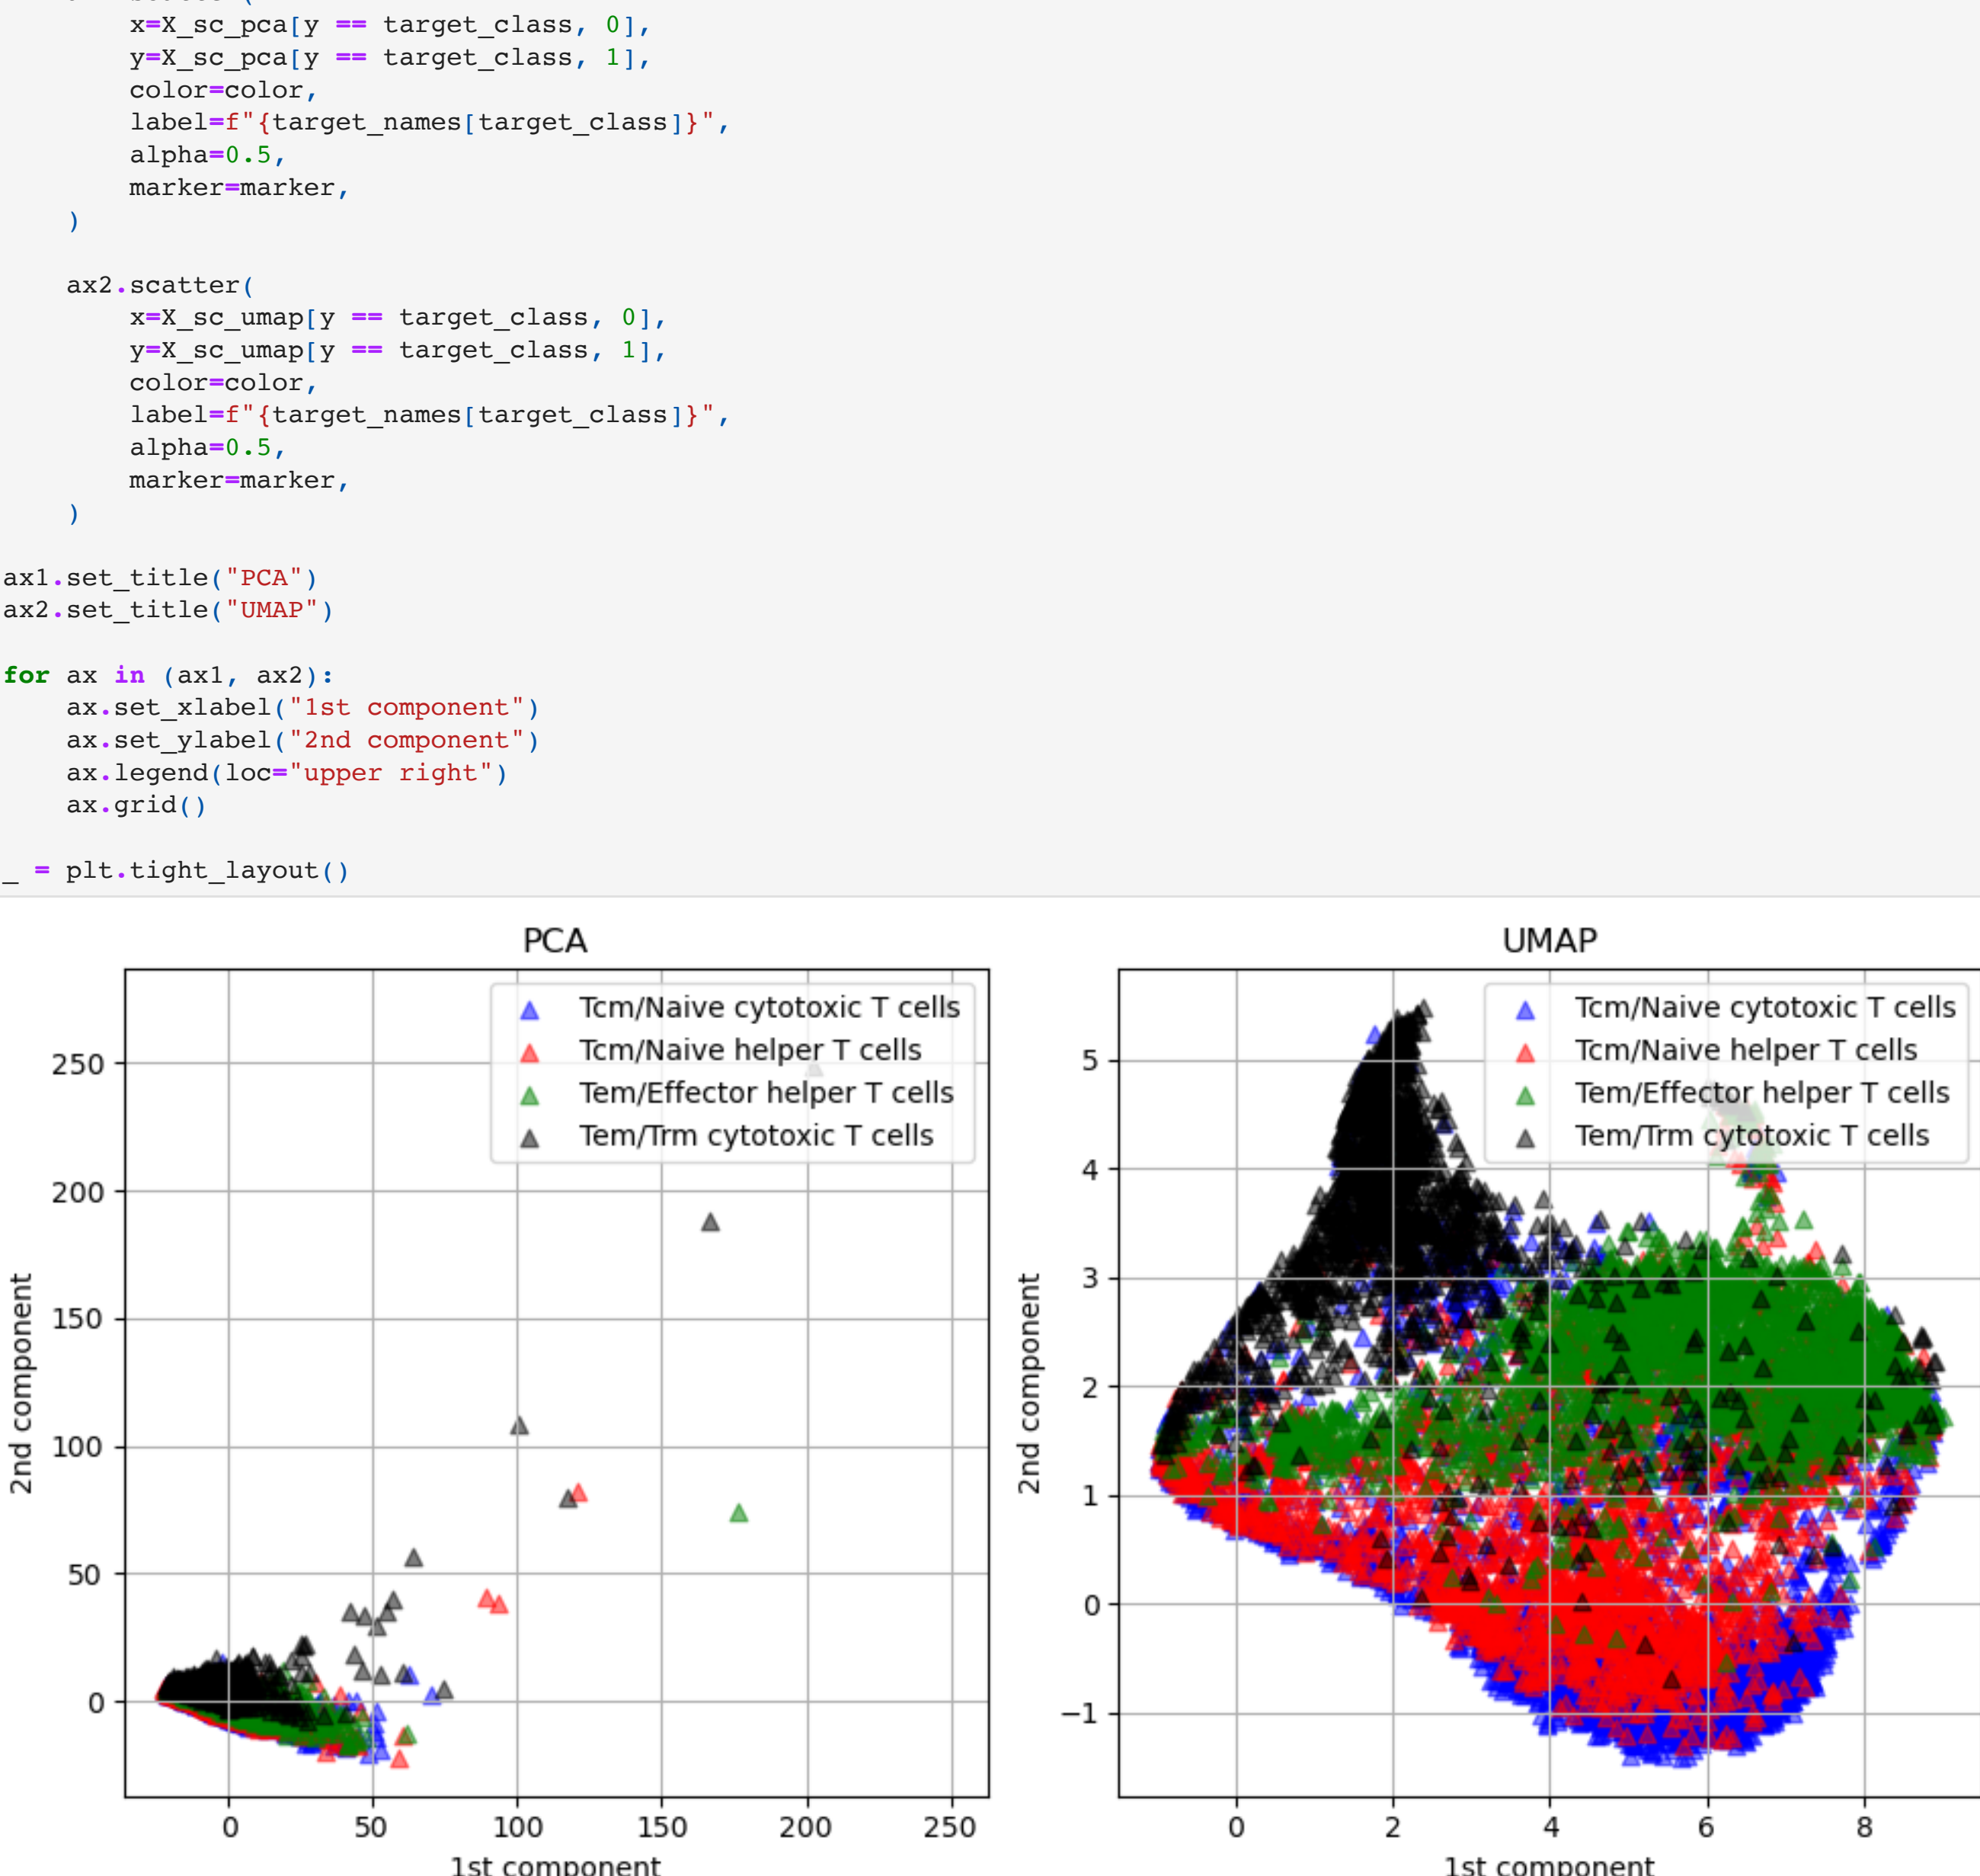 x=X_sc_pca[y == target_class, 0],
y=X_sc_pca[y == target_class, 1],
color=color,
label=f"{target_names[target_class]}",
alpha=0.5,
marker=marker,
)
ax2.scatter(
x=X_sc_umap[y == target_class, 0],
y=X_sc_umap[y == target_class, 1],
color=color,
label=f"{target_names[target_class]}",
alpha=0.5,
marker=marker,
)
ax1.set_title("PCA")
ax2.set_title("UMAP")
for ax in (ax1, ax2):
ax.set_xlabel("1st component")
ax.set_ylabel("2nd component")
ax.legend(loc="upper right")
ax.grid()
_ = plt.tight_layout()
PCA
Tcm/Naive cytotoxic T cells
Tcm/Naive helper T cells
Tem/Effector helper T cells
Tem/Trm cytotoxic T cells
250
200
150
100
50
0
2nd component
0 50 100 150 200 250
1st component
UMAP
Tcm/Naive cytotoxic T cells
Tcm/Naive helper T cells
Tem/Effector helper T cells
Tem/Trm cytotoxic T cells
5
4
3
2
1
0
−1
2nd component
0 2 4 6 8
1st component